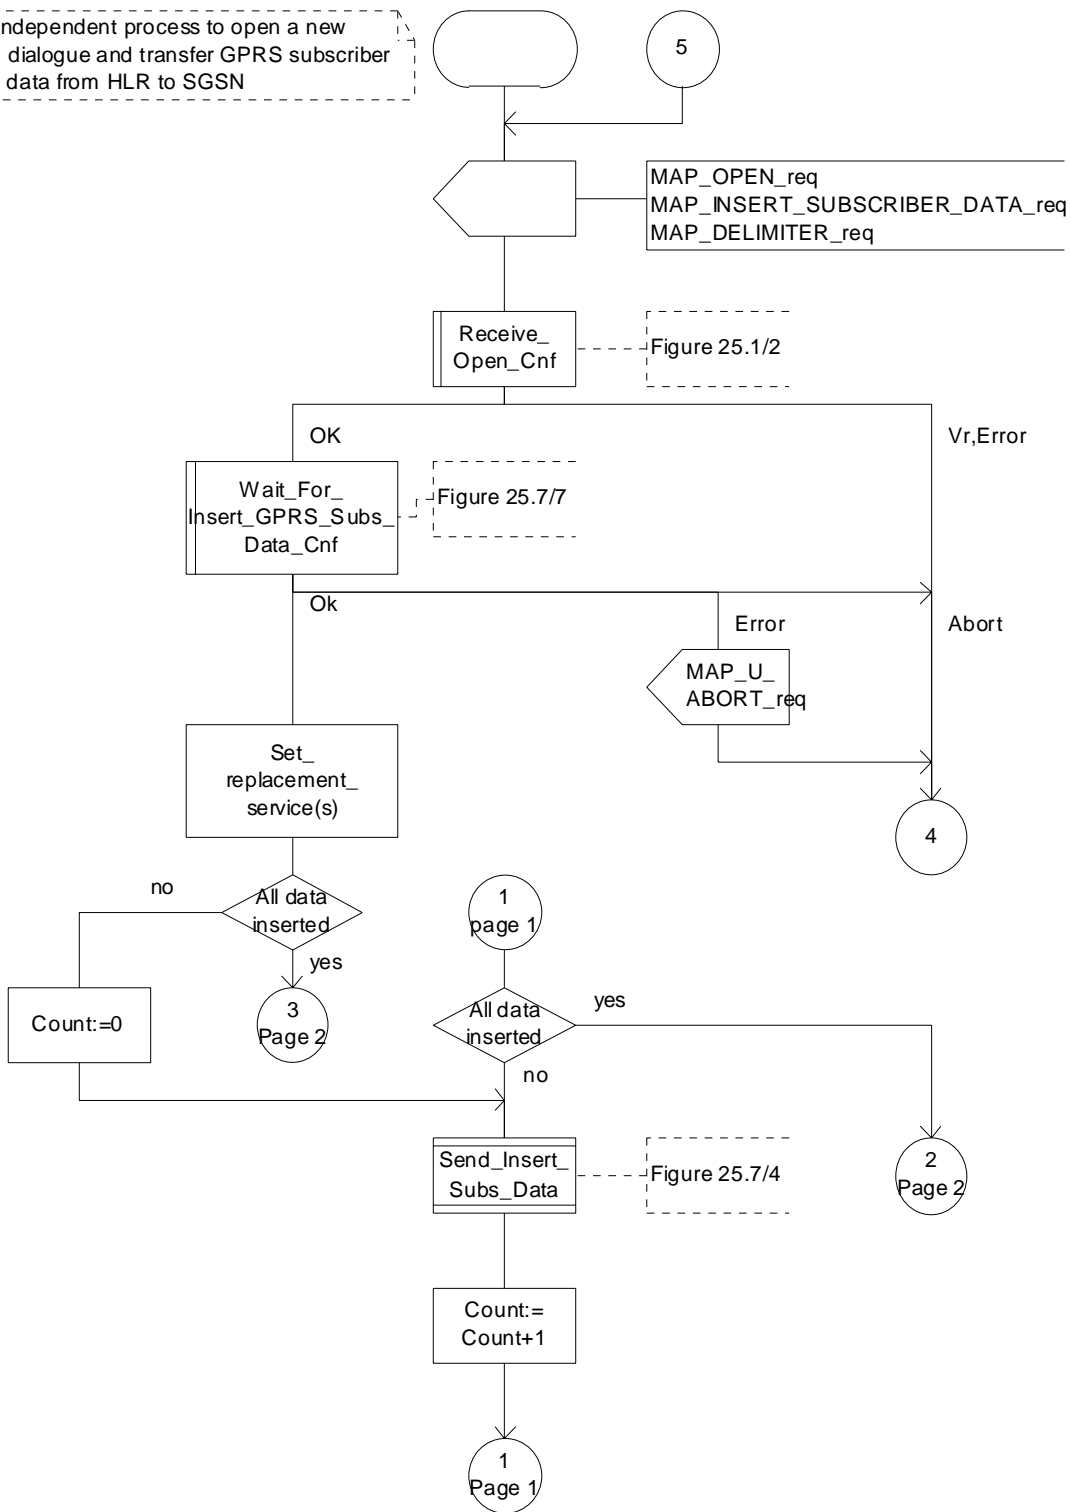 ndependent process to open a new
dialogue and transfer GPRS subscriber
data from HLR to SGSN
5
MAP_OPEN_req
MAP_INSERT_SUBSCRIBER_DATA_req
MAP_DELIMITER_req
Receive_
Open_Cnf
Figure 25.1/2
OK
Vr,Error
Wait_For_
Insert_GPRS_Subs_
Data_Cnf
Figure 25.7/7
Ok
Error
Abort
MAP_U_
ABORT_req
Set_
replacement_
service(s)
4
no
All data
inserted
yes
1
page 1
Count:=0
3
Page 2
All data
inserted
yes
no
Send_Insert_
Subs_Data
Figure 25.7/4
2
Page 2
Count:=
Count+1
1
Page 1